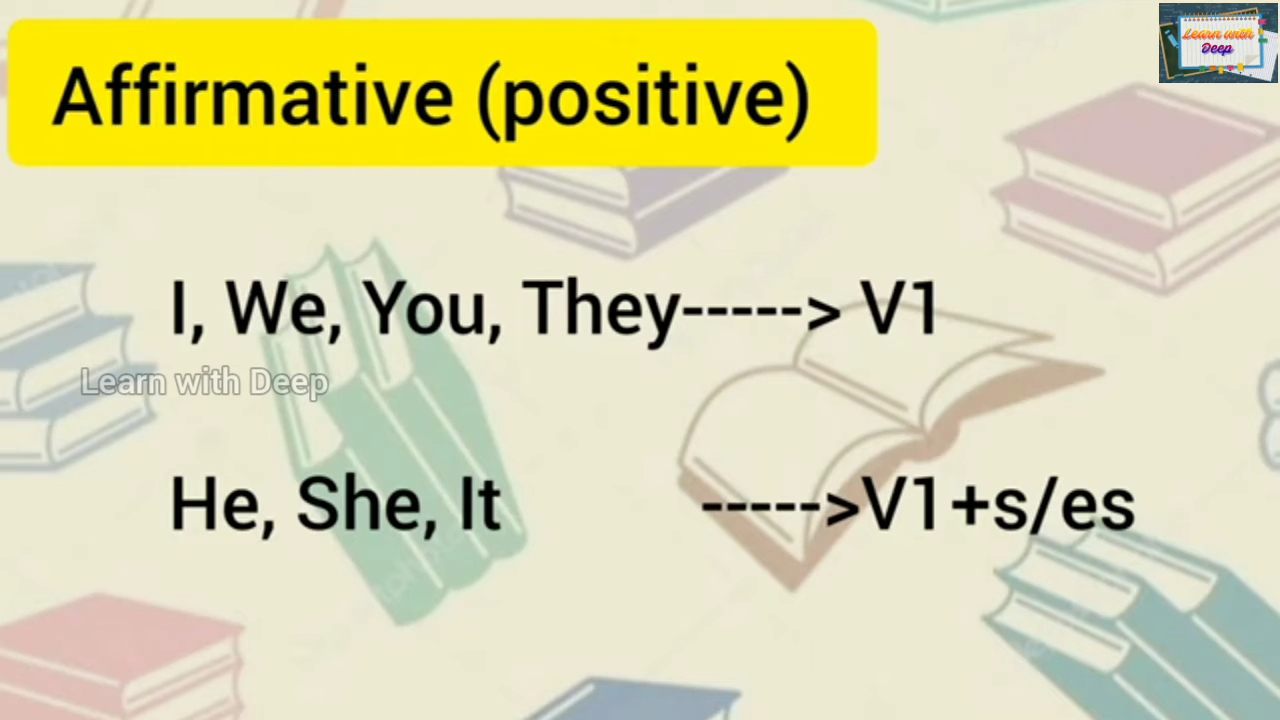 Learn with
Deep
Affirmative (positive)
I, We, You, They-----> V1
Learn with Deep
He, She, It ----->V1+s/es